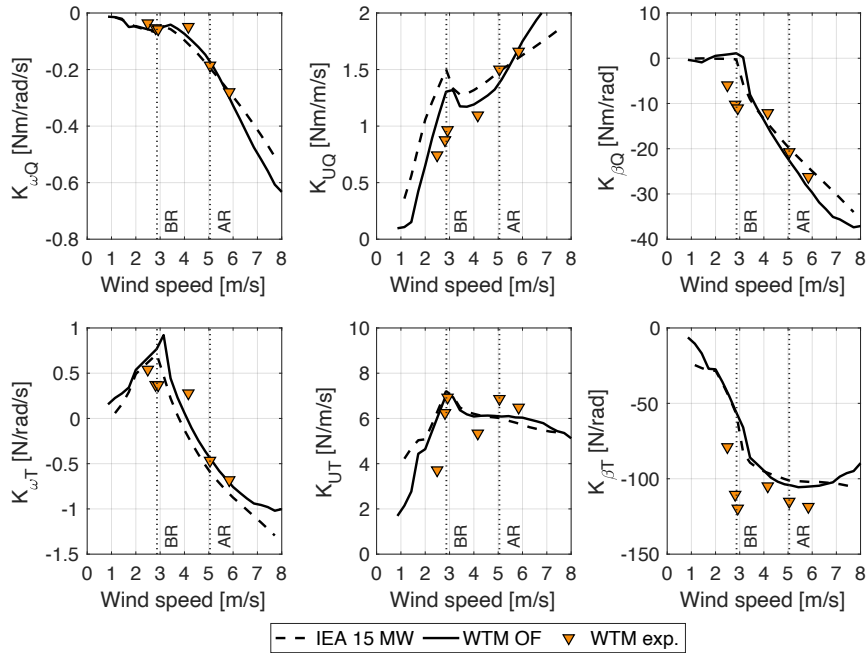 0
-0.2
-0.4
-0.6
-0.8
K_ωQ [Nm/rad/s]
BR
AR
0 1 2 3 4 5 6 7 8
Wind speed [m/s]
2
1.5
1
0.5
0
K_UQ [Nm/m/s]
BR
AR
0 1 2 3 4 5 6 7 8
Wind speed [m/s]
10
0
-10
-20
-30
-40
K_βQ [Nm/rad]
BR
AR
0 1 2 3 4 5 6 7 8
Wind speed [m/s]
1
0.5
0
-0.5
-1
-1.5
K_ωT [N/rad/s]
BR
AR
0 1 2 3 4 5 6 7 8
Wind speed [m/s]
10
8
6
4
2
0
K_UT [N/m/s]
BR
AR
0 1 2 3 4 5 6 7 8
Wind speed [m/s]
0
-50
-100
-150
K_βT [N/rad]
BR
AR
0 1 2 3 4 5 6 7 8
Wind speed [m/s]
IEA 15 MW WTM OF WTM exp.